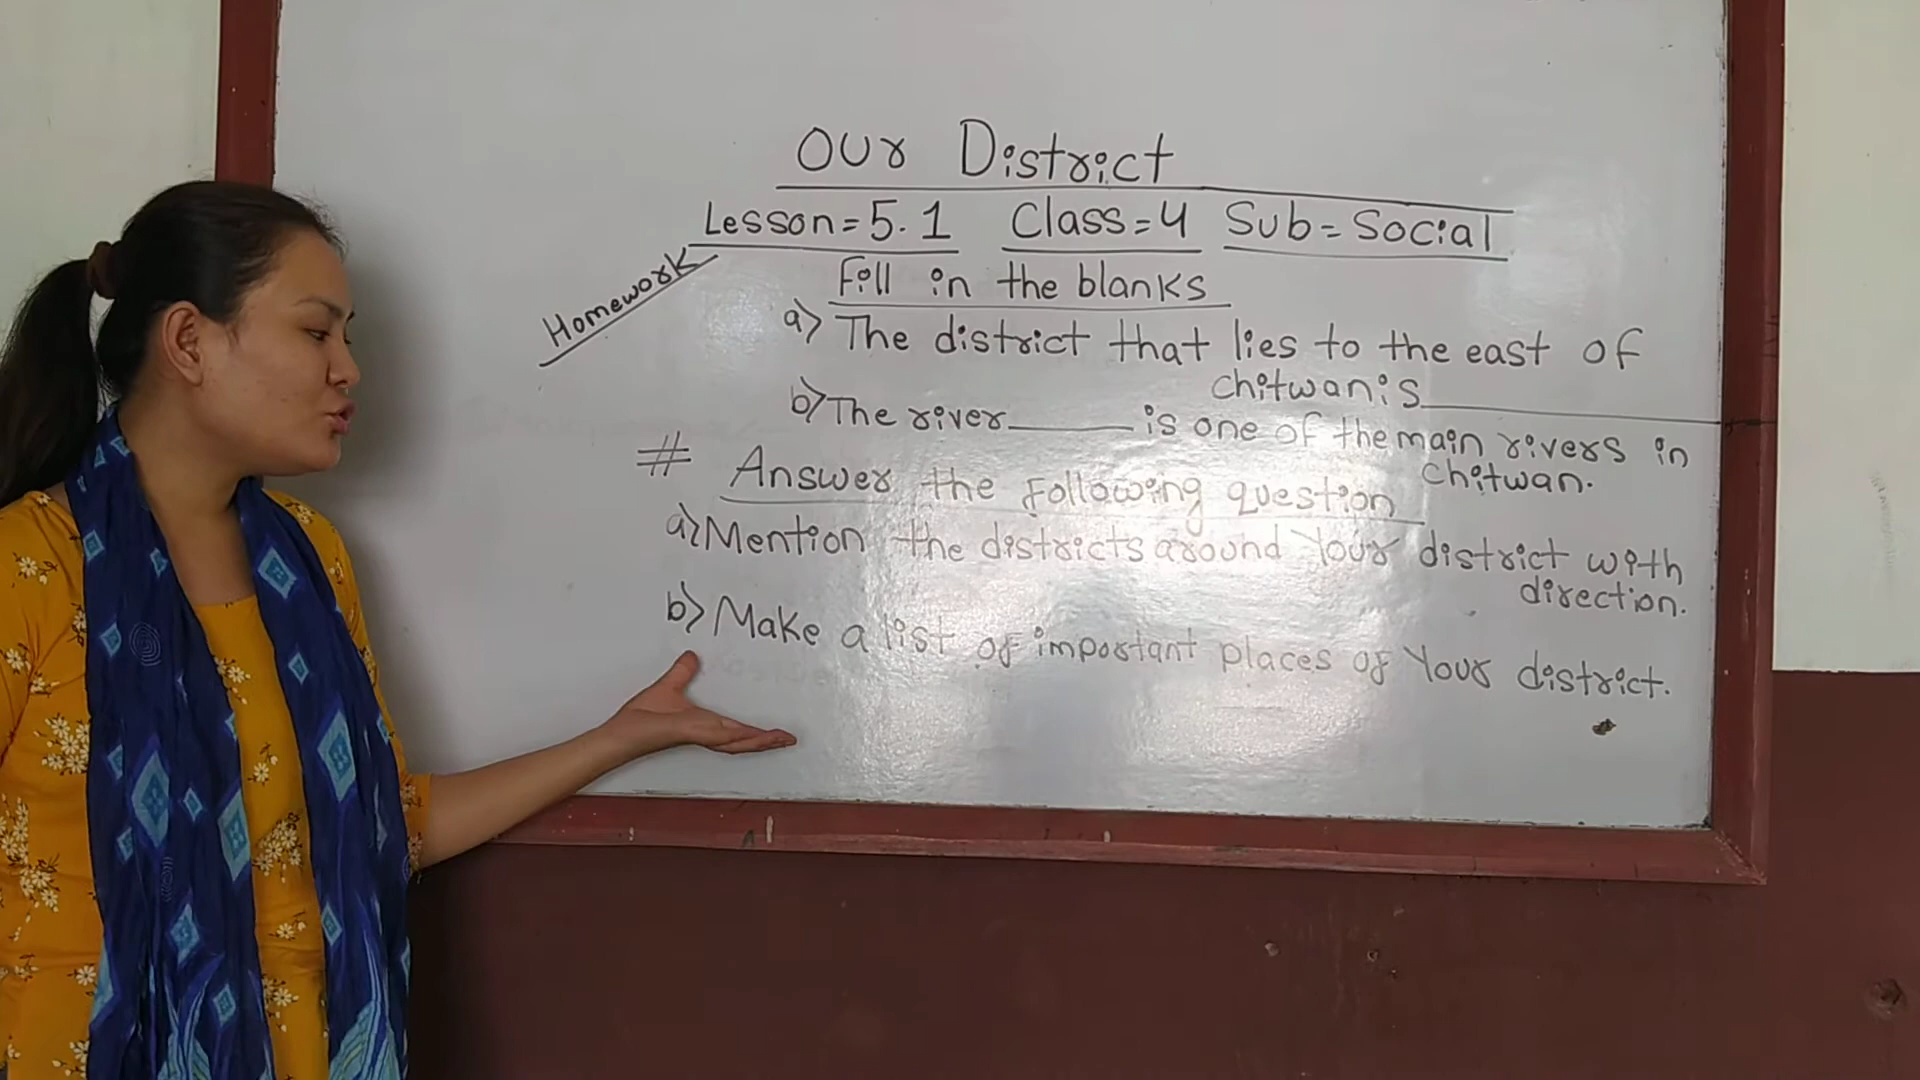 Our District
Lesson=5.1 Class=4 Sub=Social
Homework
Fill in the blanks
a) The district that lies to the east of
chitwan is
b) The river______ is one of the main rivers in
chitwan.
# Answer the following question
a) Mention the districts around Your district with
direction.
b) Make a list of important places of Your district.